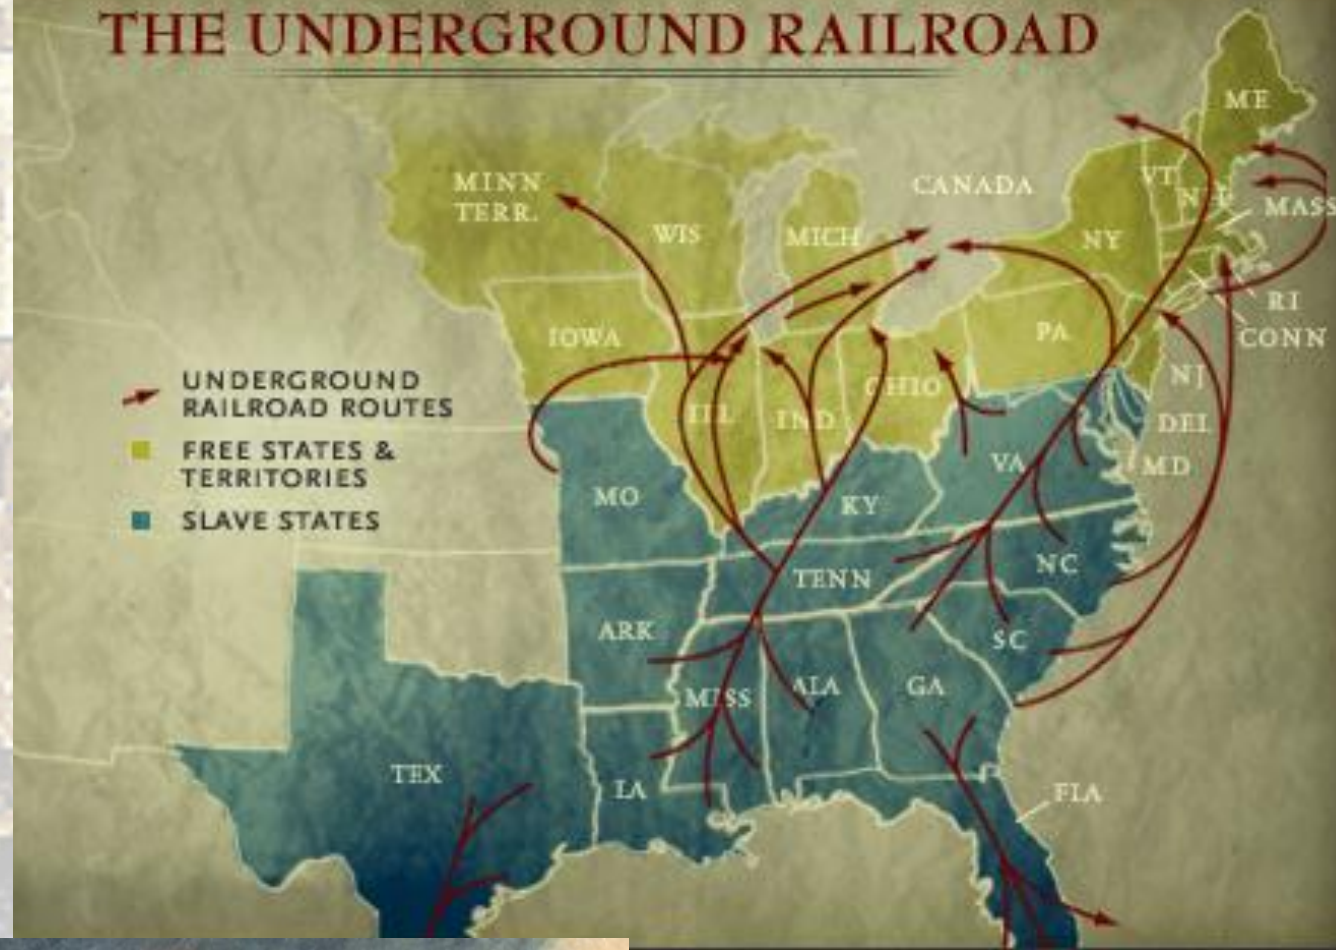 THE UNDERGROUND RAILROAD
ME
MINN
TERR.
CANADA
VT
MASS
WIS
MICH
NY
RI
IOWA
PA
CONN
UNDERGROUND
RAILROAD ROUTES
NJ
OHIO
ILL
IND
DEL
FREE STATES &
TERRITORIES
VA
MD
MO
KY
SLAVE STATES
NC
TENN
ARK
SC
MISS
ALA
GA
TEX
LA
FLA